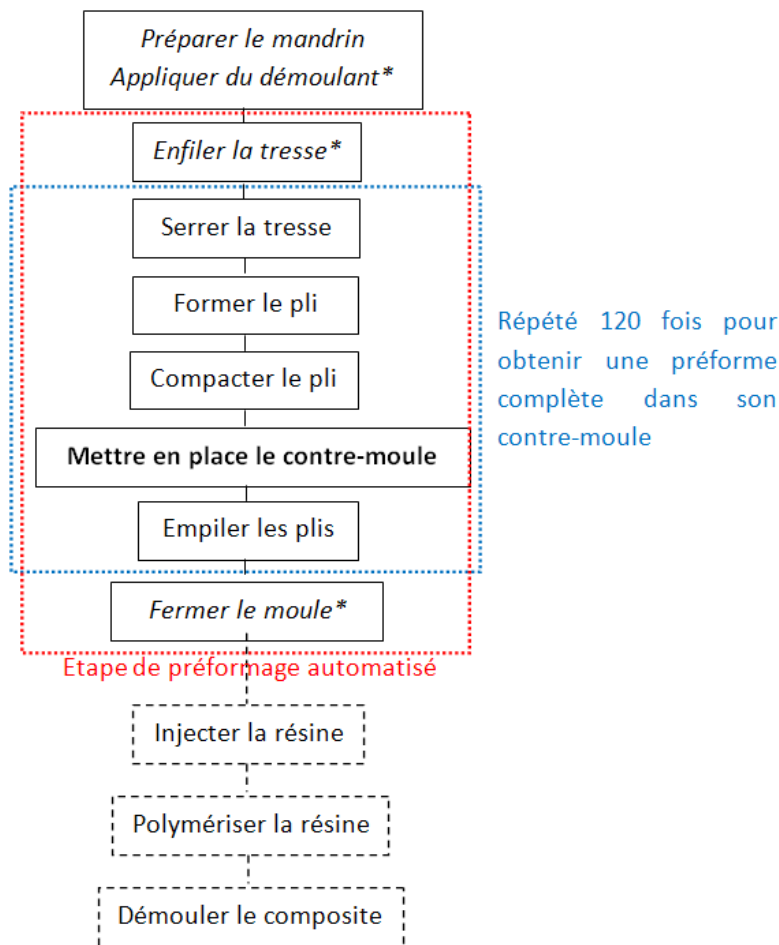 Préparer le mandrin
Appliquer du démoulant*
Enfiler la tresse*
Serrer la tresse
Former le pli
Compacter le pli
Mettre en place le contre-moule
Empiler les plis
Répété 120 fois pour
obtenir une préforme
complète dans son
contre-moule
Fermer le moule*
Etape de préformage automatisé
Injecter la résine
Polymériser la résine
Démouler le composite